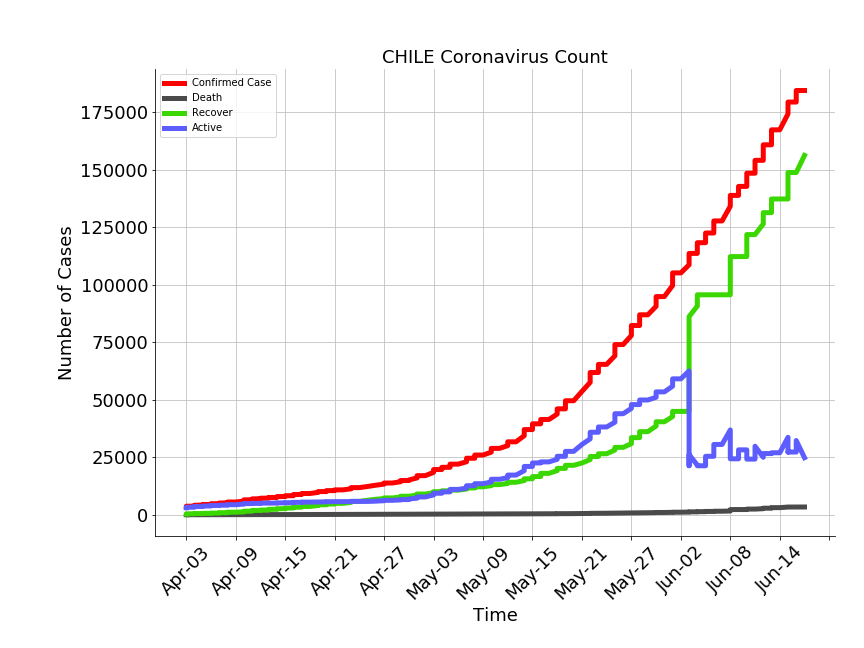 CHILE Coronavirus Count
Confirmed Case
Death
Recover
Active
Number of Cases
175000
150000
125000
100000
75000
50000
25000
0
Apr-03
Apr-09
Apr-15
Apr-21
Apr-27
May-03
May-09
May-15
May-21
May-27
Jun-02
Jun-08
Jun-14
Time